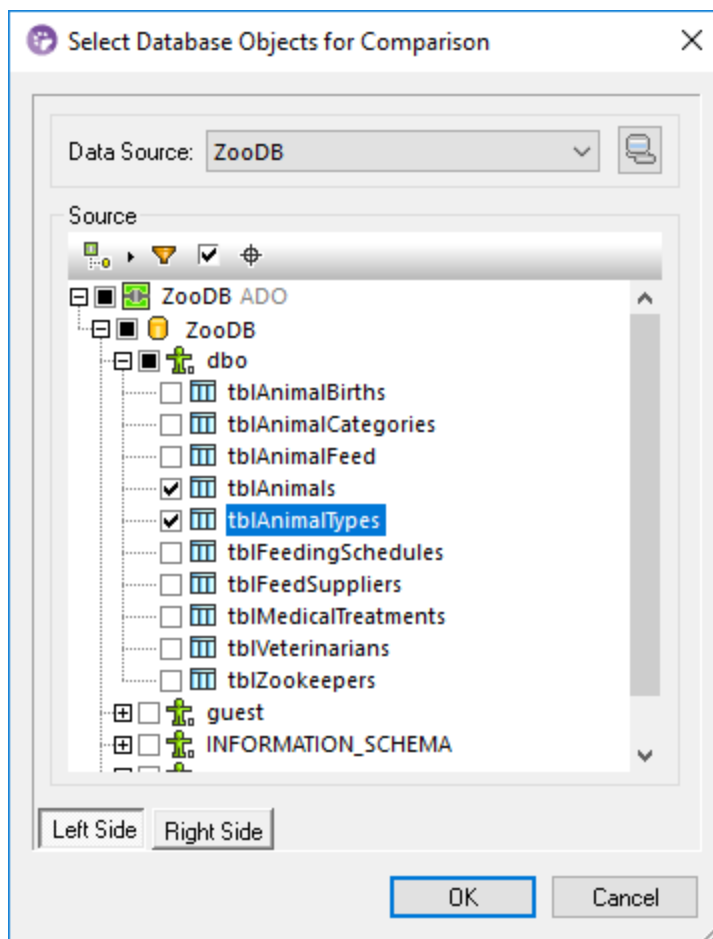 Select Database Objects for Comparison
Data Source: ZooDB
Source
ZooDB ADO
ZooDB
dbo
tblAnimalBirths
tblAnimalCategories
tblAnimalFeed
tblAnimals
tblAnimalTypes
tblFeedingSchedules
tblFeedSuppliers
tblMedicalTreatments
tblVeterinarians
tblZookeepers
guest
INFORMATION_SCHEMA
Left Side Right Side
OK Cancel